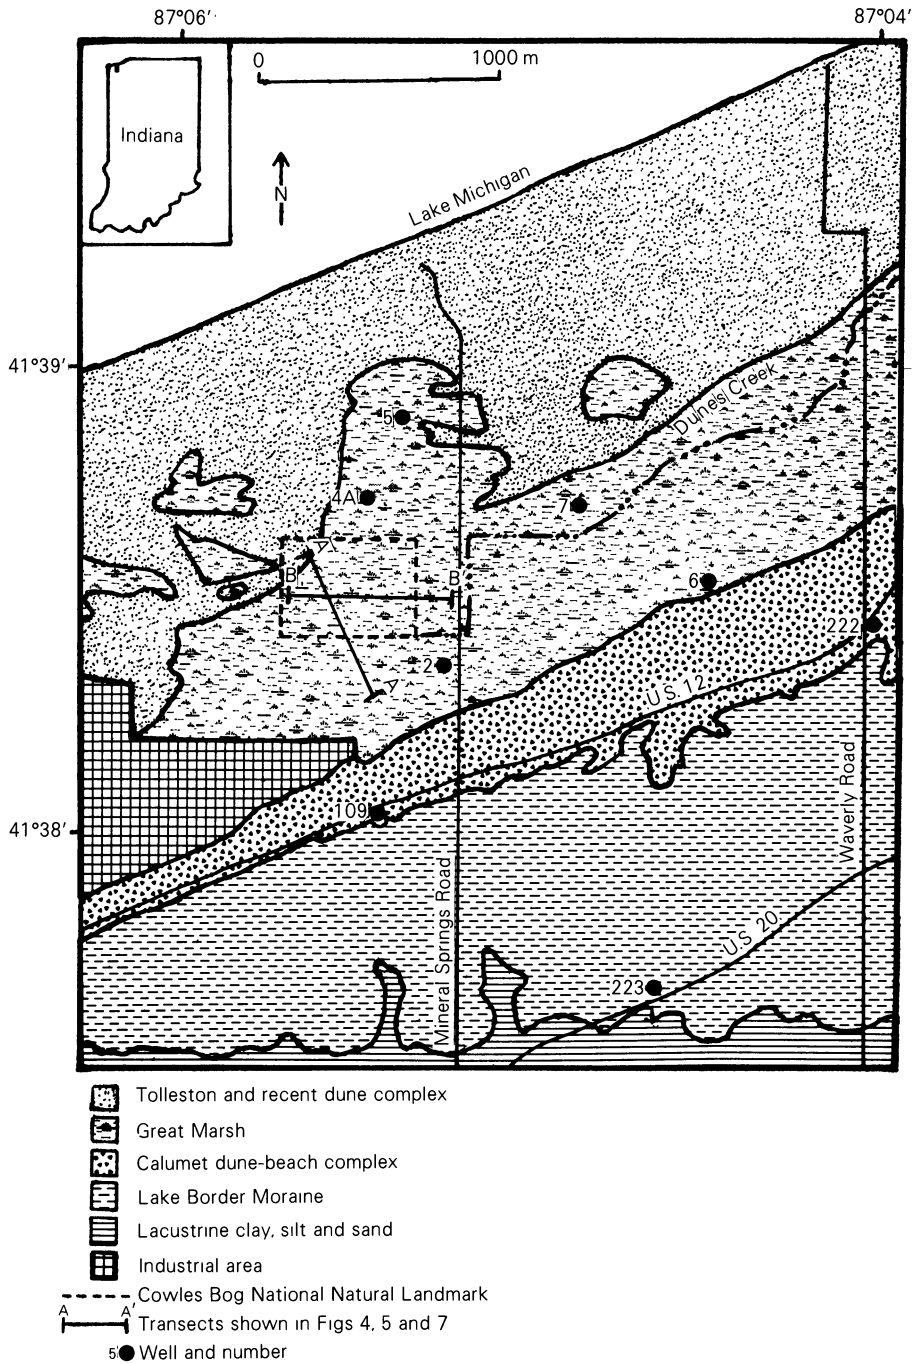 87°06'
87°04'
0 1000 m
Indiana
N
Lake Michigan
41°39'
Dunes Creek
5
4A
7
A'
B
B'
6
222
2
A
U.S. 12
109
41°38'
Mineral Springs Road
Waverly Road
U.S. 20
223
Tolleston and recent dune complex
Great Marsh
Calumet dune-beach complex
Lake Border Moraine
Lacustrine clay, silt and sand
Industrial area
Cowles Bog National Natural Landmark
A A'
Transects shown in Figs 4, 5 and 7
5 Well and number